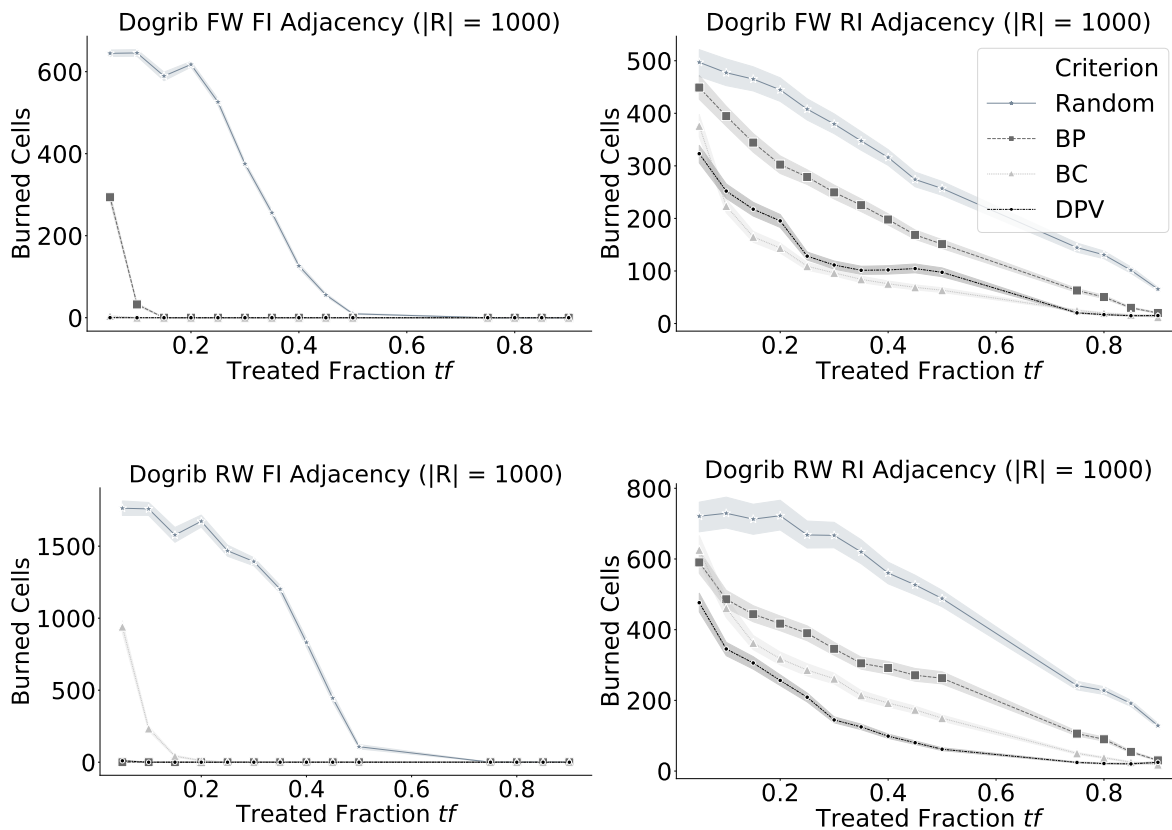 Dogrib FW FI Adjacency (|R| = 1000)
Burned Cells
600
400
200
0
0.2 0.4 0.6 0.8
Treated Fraction tf
Dogrib FW RI Adjacency (|R| = 1000)
Burned Cells
500
400
300
200
100
0
0.2 0.4 0.6 0.8
Treated Fraction tf
Criterion
Random
BP
BC
DPV
Dogrib RW FI Adjacency (|R| = 1000)
Burned Cells
1500
1000
500
0
0.2 0.4 0.6 0.8
Treated Fraction tf
Dogrib RW RI Adjacency (|R| = 1000)
Burned Cells
800
600
400
200
0
0.2 0.4 0.6 0.8
Treated Fraction tf